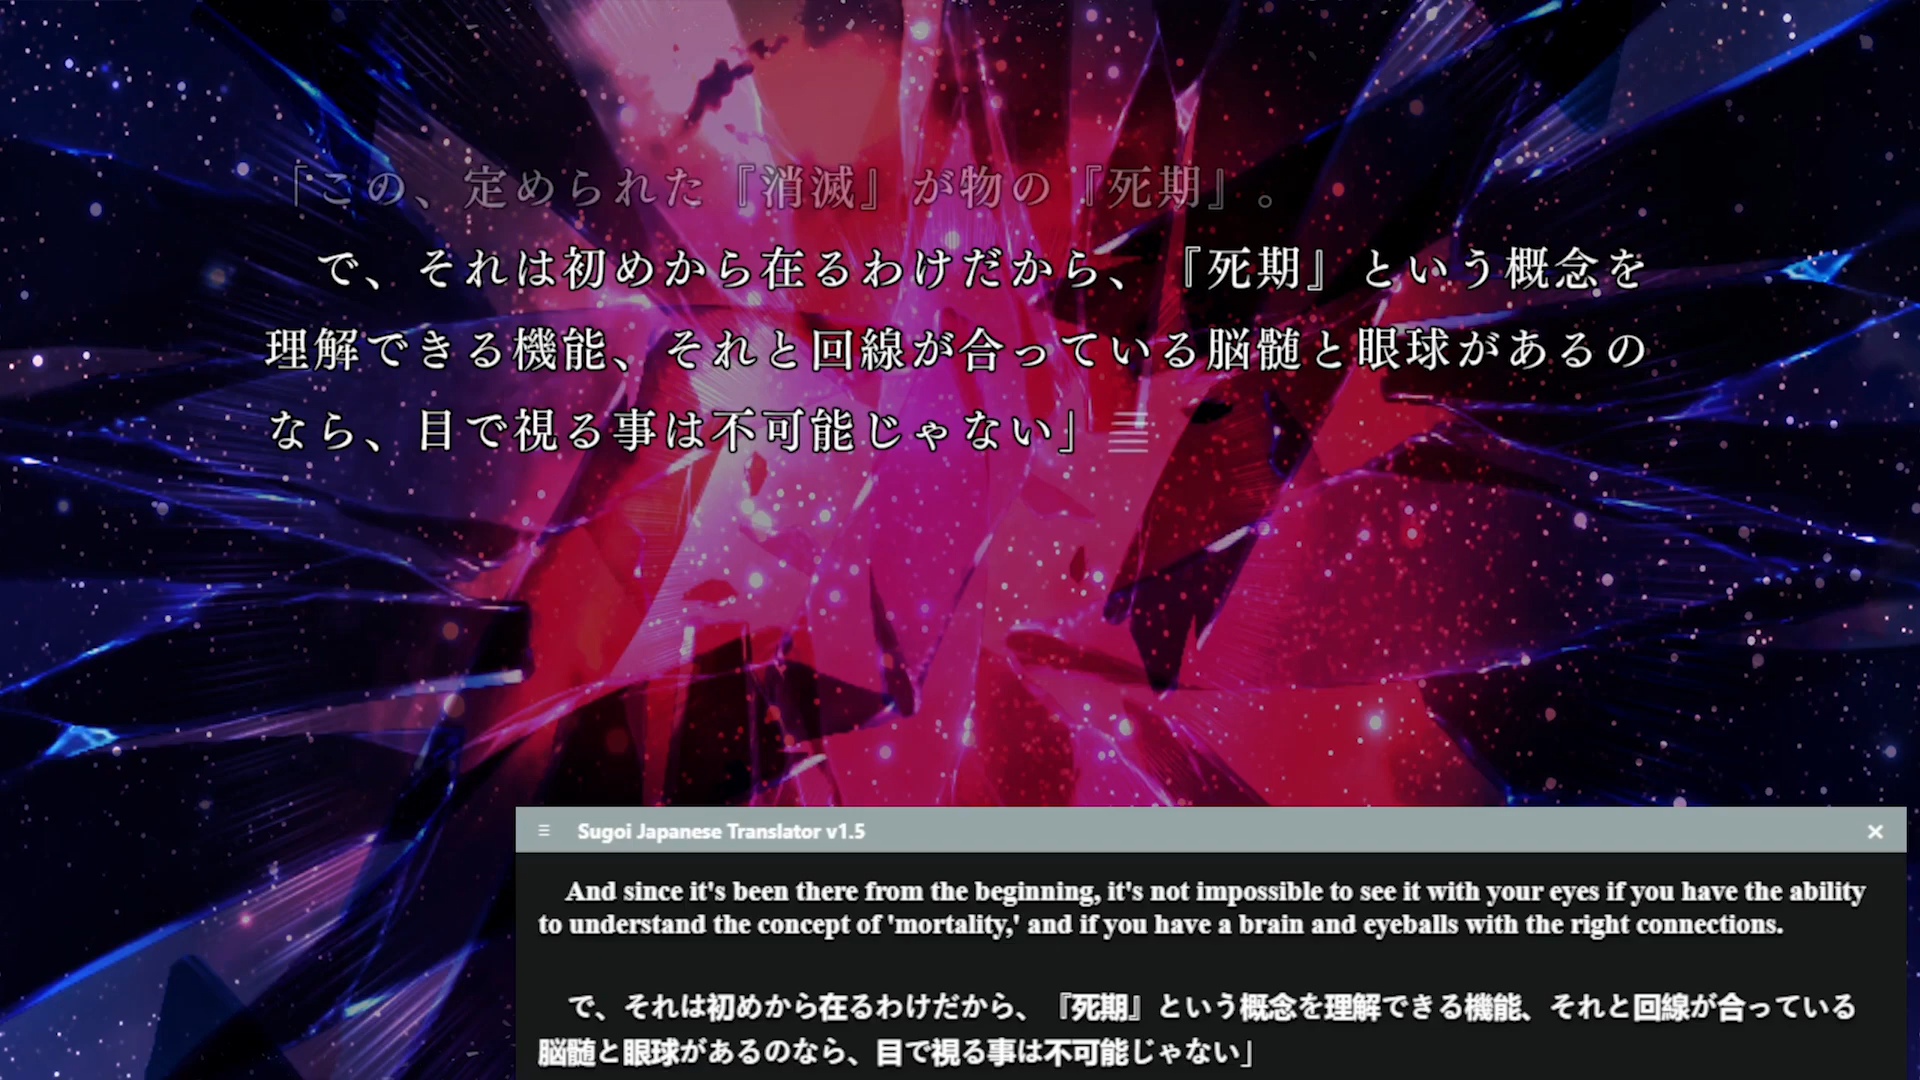 「この、定められた『消滅』が物の『死期』。
で、それは初めから在るわけだから、『死期』という概念を
理解できる機能、それと回線が合っている脳髄と眼球があるの
なら、目で視る事は不可能じゃない」
Sugoi Japanese Translator v1.5
And since it's been there from the beginning, it's not impossible to see it with your eyes if you have the ability
to understand the concept of 'mortality,' and if you have a brain and eyeballs with the right connections.
で、それは初めから在るわけだから、『死期』という概念を理解できる機能、それと回線が合っている
脳髄と眼球があるのなら、目で視る事は不可能じゃない」